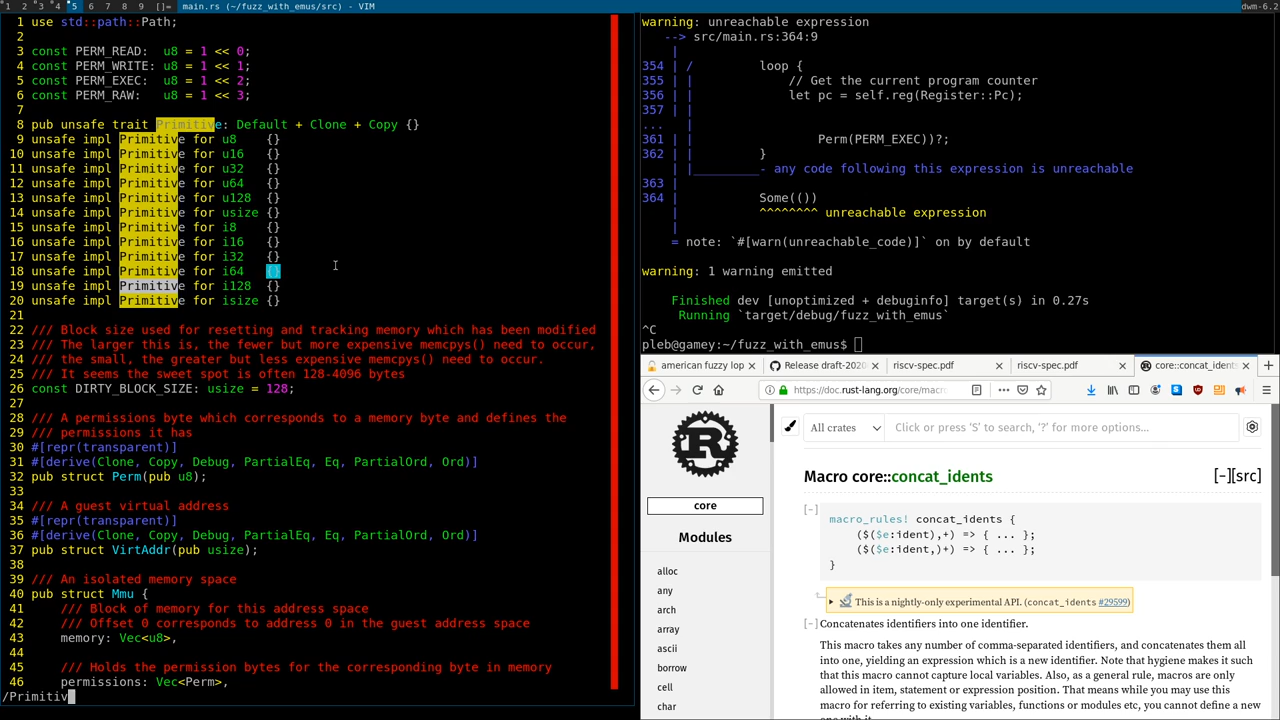 1 2 3 4 5 6 7 8 9 []= main.rs (~/fuzz_with_emus/src) - VIM dwm-6.2
1 use std::path::Path;
2
3 const PERM_READ:  u8 = 1 << 0;
4 const PERM_WRITE: u8 = 1 << 1;
5 const PERM_EXEC:  u8 = 1 << 2;
6 const PERM_RAW:   u8 = 1 << 3;
7
8 pub unsafe trait Primitive: Default + Clone + Copy {}
9 unsafe impl Primitive for u8    {}
10 unsafe impl Primitive for u16   {}
11 unsafe impl Primitive for u32   {}
12 unsafe impl Primitive for u64   {}
13 unsafe impl Primitive for u128  {}
14 unsafe impl Primitive for usize {}
15 unsafe impl Primitive for i8    {}
16 unsafe impl Primitive for i16   {}
17 unsafe impl Primitive for i32   {}
18 unsafe impl Primitive for i64   {}
19 unsafe impl Primitive for i128  {}
20 unsafe impl Primitive for isize {}
21
22 /// Block size used for resetting and tracking memory which has been modified
23 /// The larger this is, the fewer but more expensive memcpys() need to occur,
24 /// the small, the greater but less expensive memcpys() need to occur.
25 /// It seems the sweet spot is often 128-4096 bytes
26 const DIRTY_BLOCK_SIZE: usize = 128;
27
28 /// A permissions byte which corresponds to a memory byte and defines the
29 /// permissions it has
30 #[repr(transparent)]
31 #[derive(Clone, Copy, Debug, PartialEq, Eq, PartialOrd, Ord)]
32 pub struct Perm(pub u8);
33
34 /// A guest virtual address
35 #[repr(transparent)]
36 #[derive(Clone, Copy, Debug, PartialEq, Eq, PartialOrd, Ord)]
37 pub struct VirtAddr(pub usize);
38
39 /// An isolated memory space
40 pub struct Mmu {
41     /// Block of memory for this address space
42     /// Offset 0 corresponds to address 0 in the guest address space
43     memory: Vec<u8>,
44
45     /// Holds the permission bytes for the corresponding byte in memory
46     permissions: Vec<Perm>,
/Primitiv
warning: unreachable expression
--> src/main.rs:364:9
|
354 | /         loop {
355 | |             // Get the current program counter
356 | |             let pc = self.reg(Register::Pc);
357 | |
... |
361 | |                 Perm(PERM_EXEC))?;
362 | |         }
| |_________- any code following this expression is unreachable
363 |
364 |           Some(())
|           ^^^^^^^^ unreachable expression
|
= note: `#[warn(unreachable_code)]` on by default
warning: 1 warning emitted
Finished dev [unoptimized + debuginfo] target(s) in 0.27s
Running `target/debug/fuzz_with_emus`
^C
pleb@gamey:~/fuzz_with_emus$
american fuzzy lop × Release draft-2020 × riscv-spec.pdf × riscv-spec.pdf × core::concat_idents × +
https://doc.rust-lang.org/core/macro
All crates Click or press 'S' to search, '?' for more options...
Macro core::concat_idents [-][src]
core
Modules
alloc
any
arch
array
ascii
borrow
cell
char
[-]
macro_rules! concat_idents {
($($e:ident),+) => { ... };
($($e:ident,)+) => { ... };
}
This is a nightly-only experimental API. (concat_idents #29599)
[-] Concatenates identifiers into one identifier.
This macro takes any number of comma-separated identifiers, and concatenates them all
into one, yielding an expression which is a new identifier. Note that hygiene makes it such
that this macro cannot capture local variables. Also, as a general rule, macros are only
allowed in item, statement or expression position. That means while you may use this
macro for referring to existing variables, functions or modules etc, you cannot define a new
one with it.